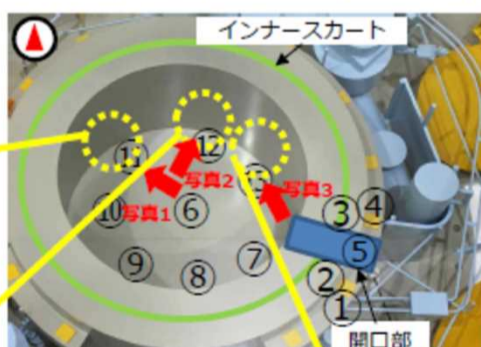 インナースカート
⑪
⑫
写真2
⑬
写真3
⑩
写真1
⑥
③
④
⑤
⑨
⑧
⑦
②
①
開口部